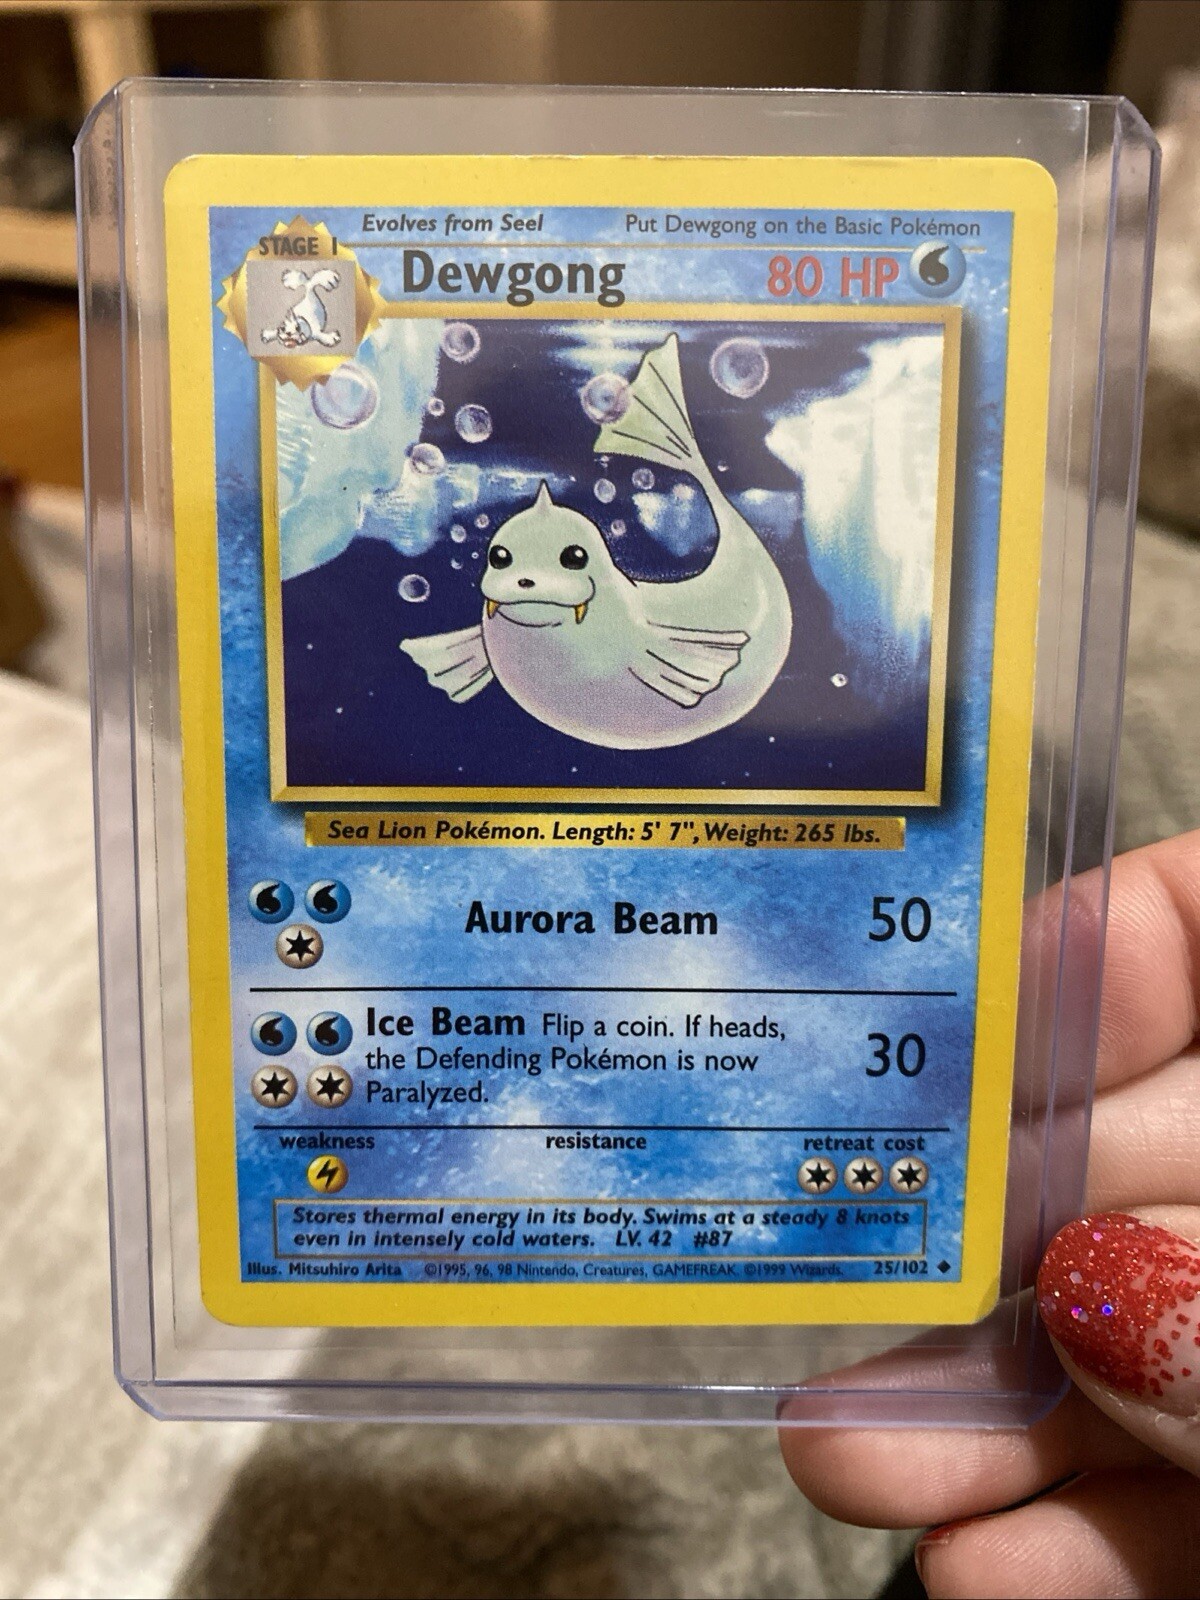 Evolves from Seel Put Dewgong on the Basic Pokémon
STAGE 1
Dewgong 80 HP
Sea Lion Pokémon. Length: 5' 7", Weight: 265 lbs.
Aurora Beam 50
Ice Beam Flip a coin. If heads,
the Defending Pokémon is now 30
Paralyzed.
weakness resistance retreat cost
Stores thermal energy in its body. Swims at a steady 8 knots
even in intensely cold waters. LV. 42 #87
Illus. Mitsuhiro Arita ©1995, 96, 98 Nintendo, Creatures, GAMEFREAK. ©1999 Wizards. 25/102